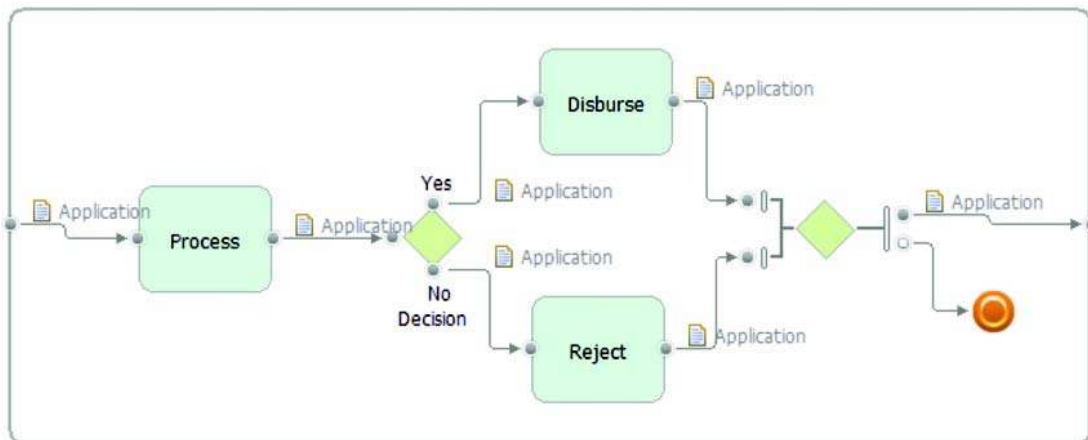 Application
Process
Application
Yes
No
Decision
Application
Application
Disburse
Reject
Application
Application
Application